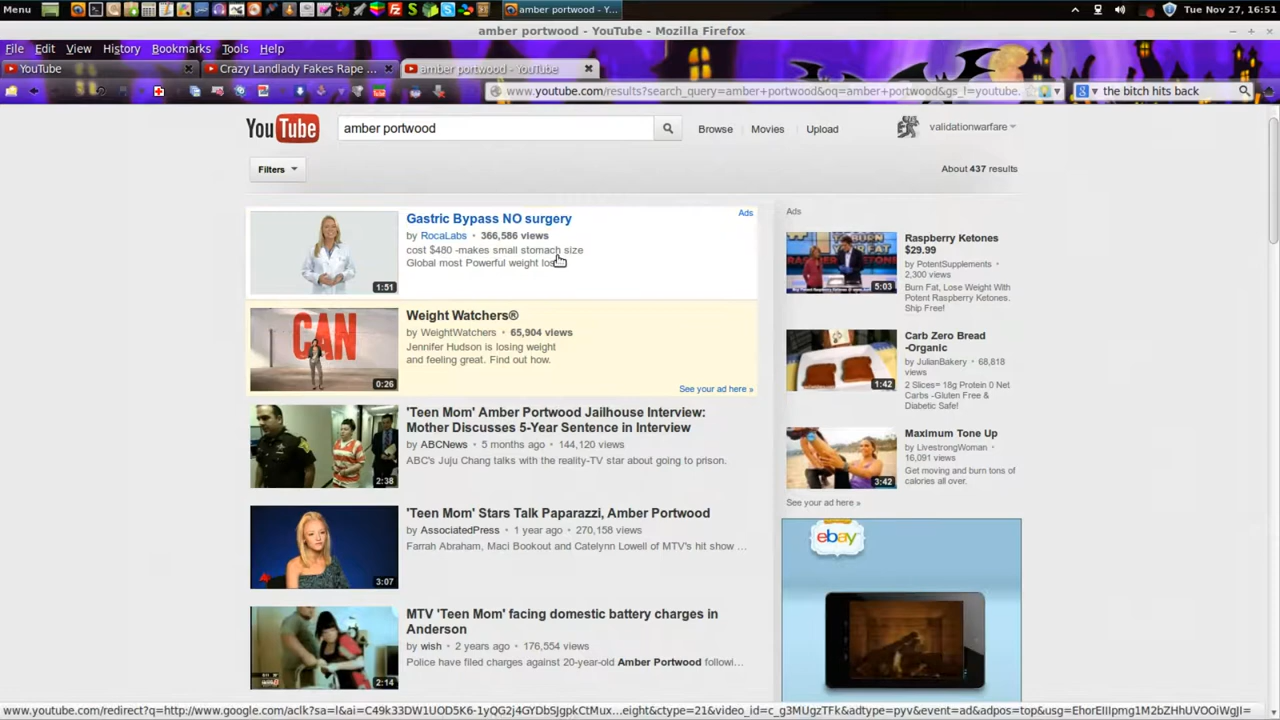 Menu
amber portwood - Y...
Tue Nov 27, 16:51
amber portwood - YouTube - Mozilla Firefox
File Edit View History Bookmarks Tools Help
YouTube
Crazy Landlady Fakes Rape ...
amber portwood - YouTube
www.youtube.com/results?search_query=amber+portwood&oq=amber+portwood&gs_l=youtube.
the bitch hits back
YouTube
amber portwood
Browse Movies Upload
validationwarfare
Filters
About 437 results
Gastric Bypass NO surgery
Ads
by RocaLabs • 366,586 views
cost $480 -makes small stomach size
Global most Powerful weight
1:51
Weight Watchers®
by WeightWatchers • 65,904 views
Jennifer Hudson is losing weight
and feeling great. Find out how.
CAN
0:26
See your ad here »
'Teen Mom' Amber Portwood Jailhouse Interview:
Mother Discusses 5-Year Sentence in Interview
by ABCNews • 5 months ago • 144,120 views
ABC's Juju Chang talks with the reality-TV star about going to prison.
2:38
'Teen Mom' Stars Talk Paparazzi, Amber Portwood
by AssociatedPress • 1 year ago • 270,158 views
Farrah Abraham, Maci Bookout and Catelynn Lowell of MTV's hit show ...
3:07
MTV 'Teen Mom' facing domestic battery charges in
Anderson
by wish • 2 years ago • 176,554 views
Police have filed charges against 20-year-old Amber Portwood followi...
2:14
Ads
Raspberry Ketones
$29.99
by PotentSupplements •
2,300 views
Burn Fat, Lose Weight With
Potent Raspberry Ketones.
Ship Free!
5:03
Carb Zero Bread
-Organic
by JulianBakery • 68,818
views
2 Slices= 18g Protein 0 Net
Carbs -Gluten Free &
Diabetic Safe!
1:42
Maximum Tone Up
by LivestrongWoman •
16,091 views
Get moving and burn tons of
calories all over.
3:42
See your ad here »
ebay